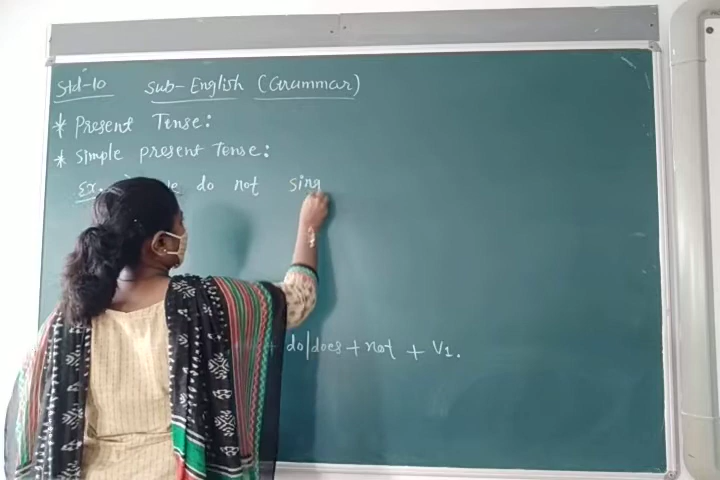 Std-10 Sub-English (Grammar)
* Present Tense:
* Simple present Tense:
Ex. do not sing
+ do/does + not + V1.